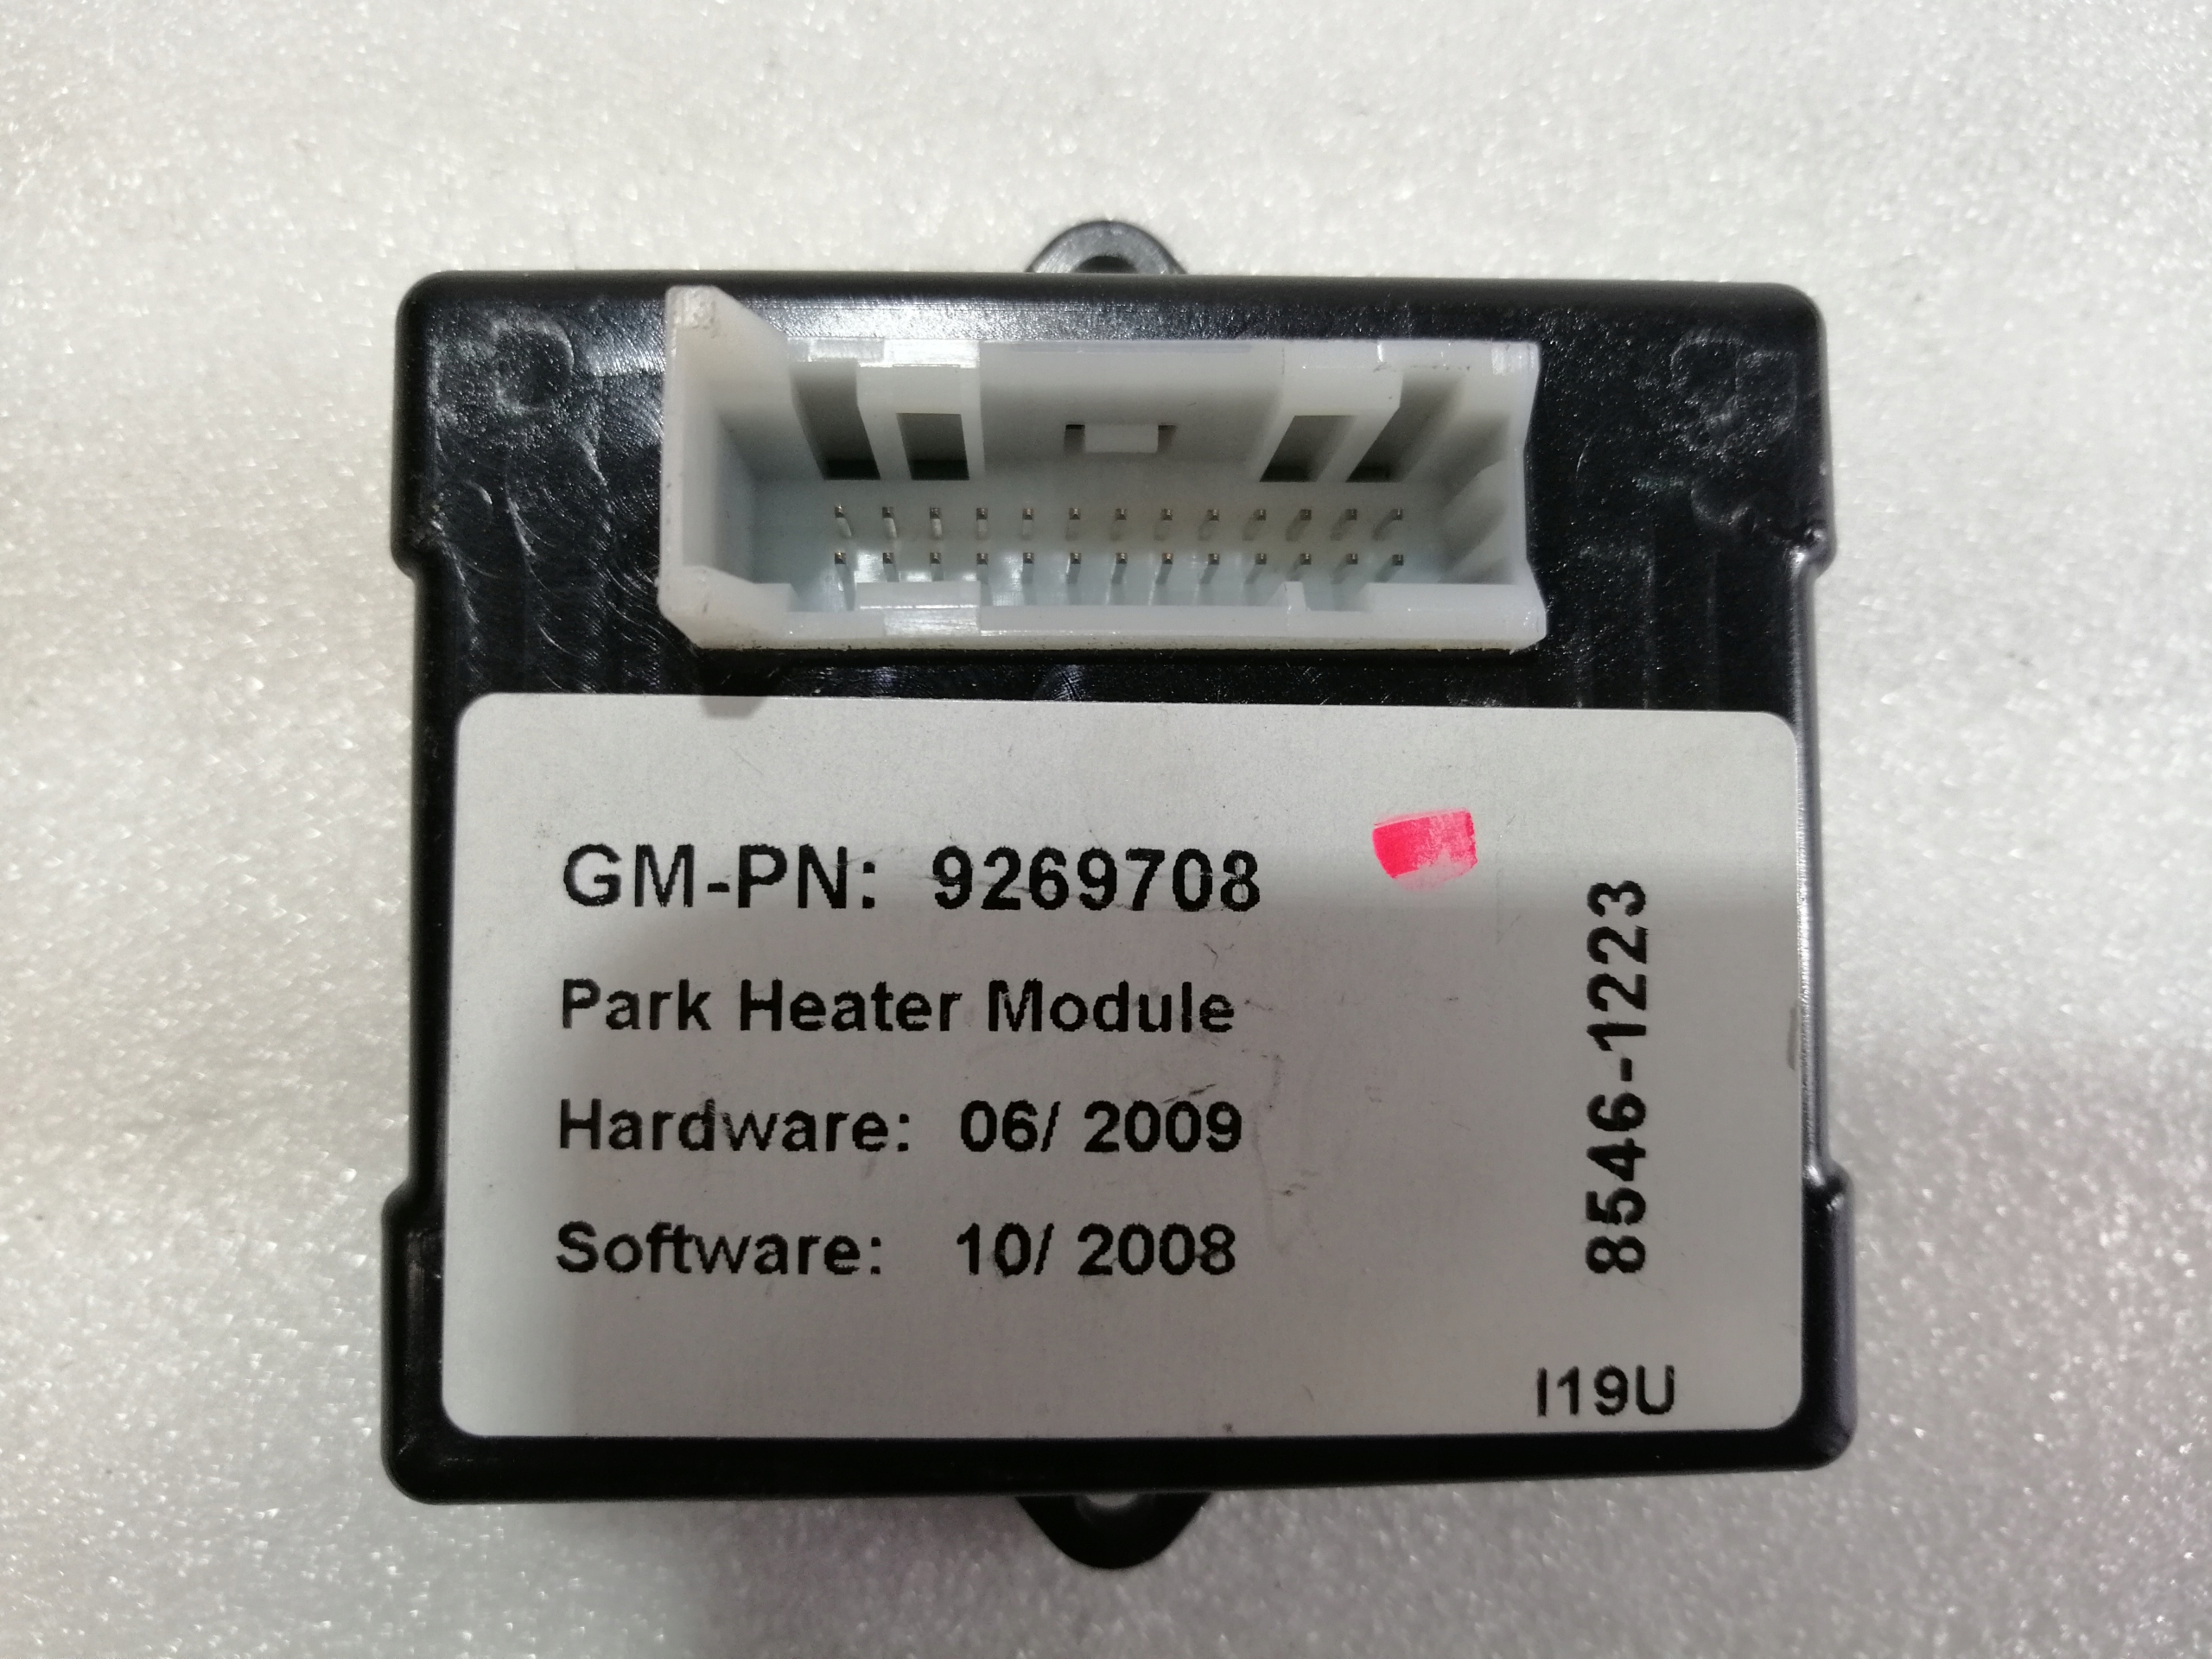 GM-PN: 9269708
Park Heater Module
Hardware: 06/ 2009
Software: 10/ 2008
8546-1223
I19U